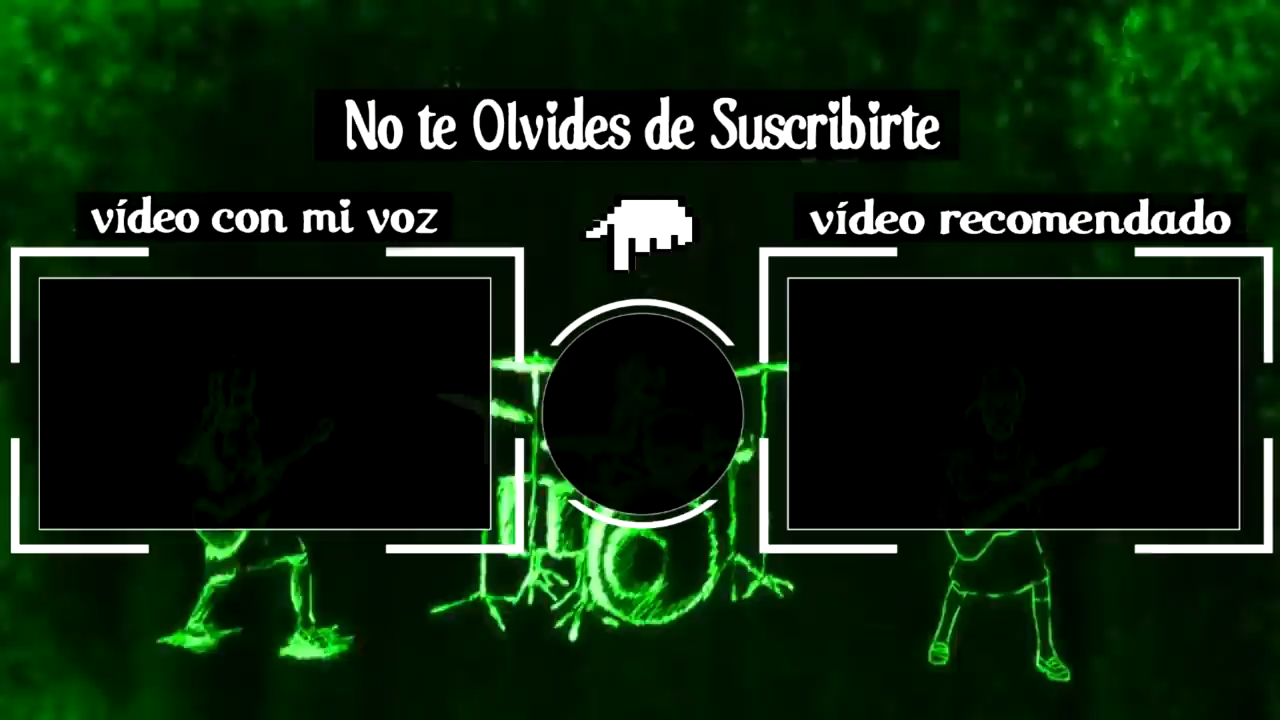 No te Olvides de Suscribirte
vídeo con mi voz
vídeo recomendado